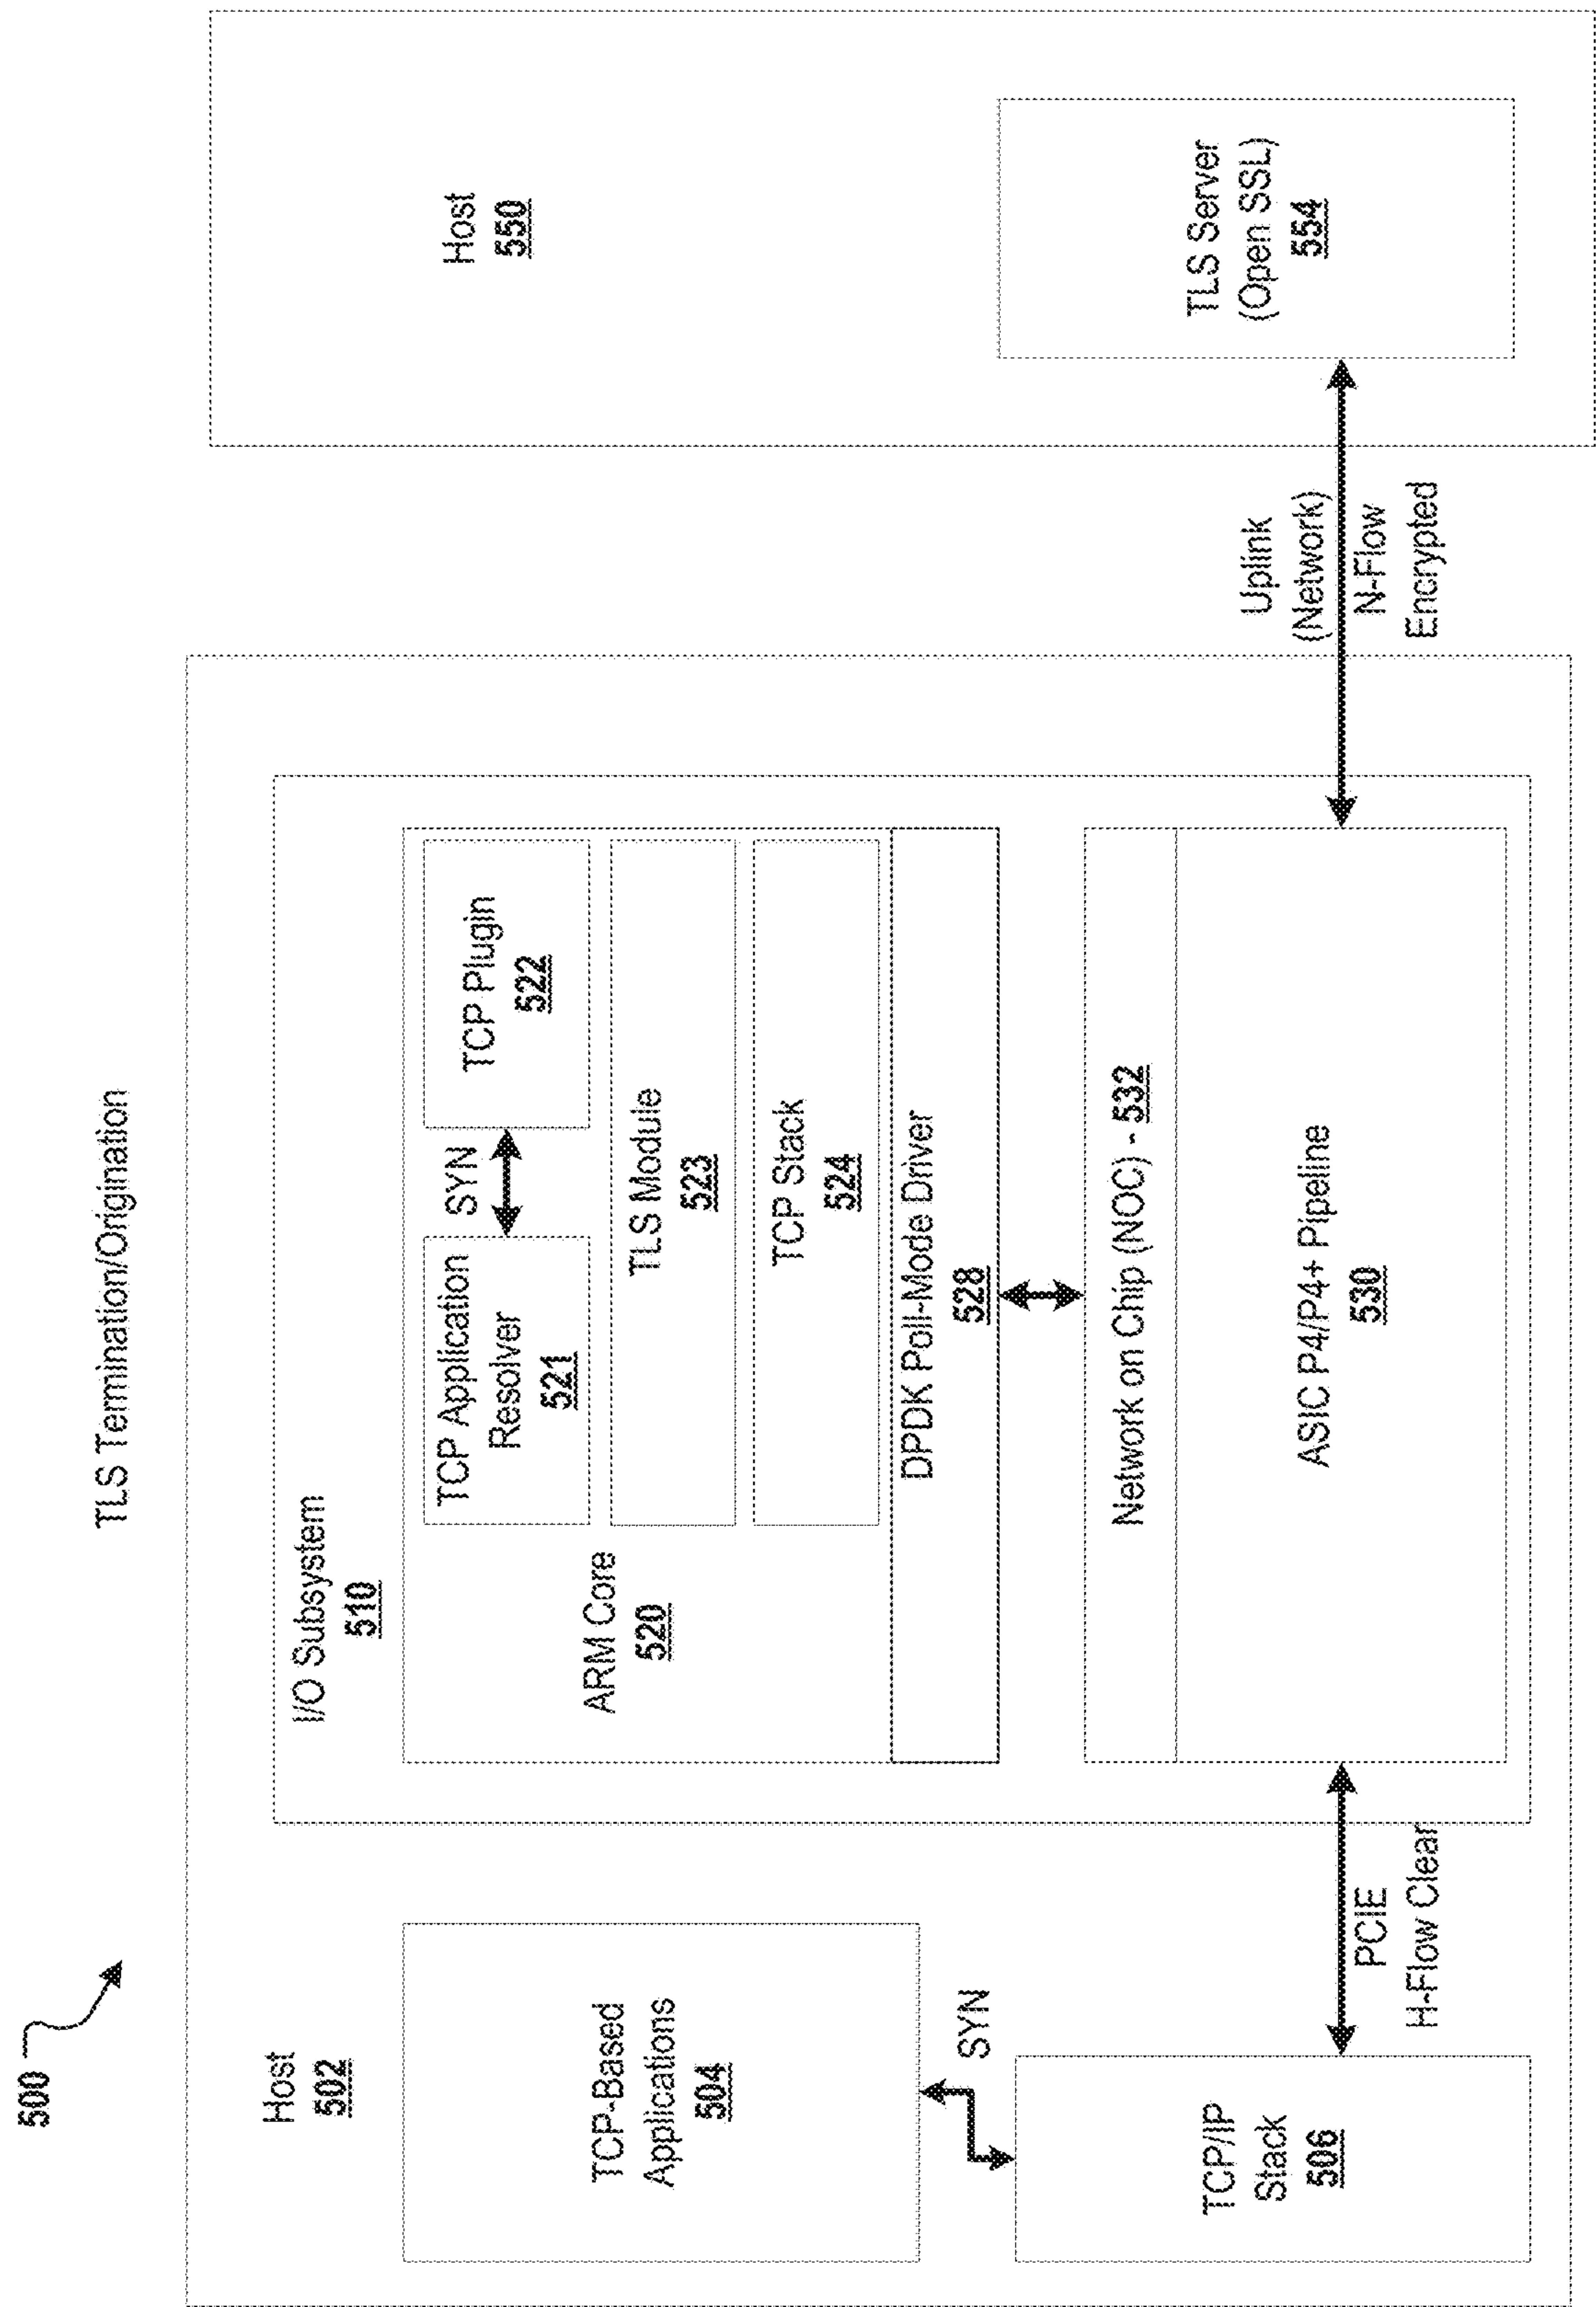 500
TLS Termination/Origination
Host
502
TCP-Based
Applications
504
SYN
TCP/IP
Stack
506
PCIE
H-Flow Clear
I/O Subsystem
510
ARM Core
520
TCP Application
Resolver
521
SYN
TCP Plugin
522
TLS Module
523
TCP Stack
524
DPDK Poll-Mode Driver
528
Network on Chip (NOC) - 532
ASIC P4/P4+ Pipeline
530
Uplink
(Network)
N-Flow
Encrypted
Host
550
TLS Server
(Open SSL)
554